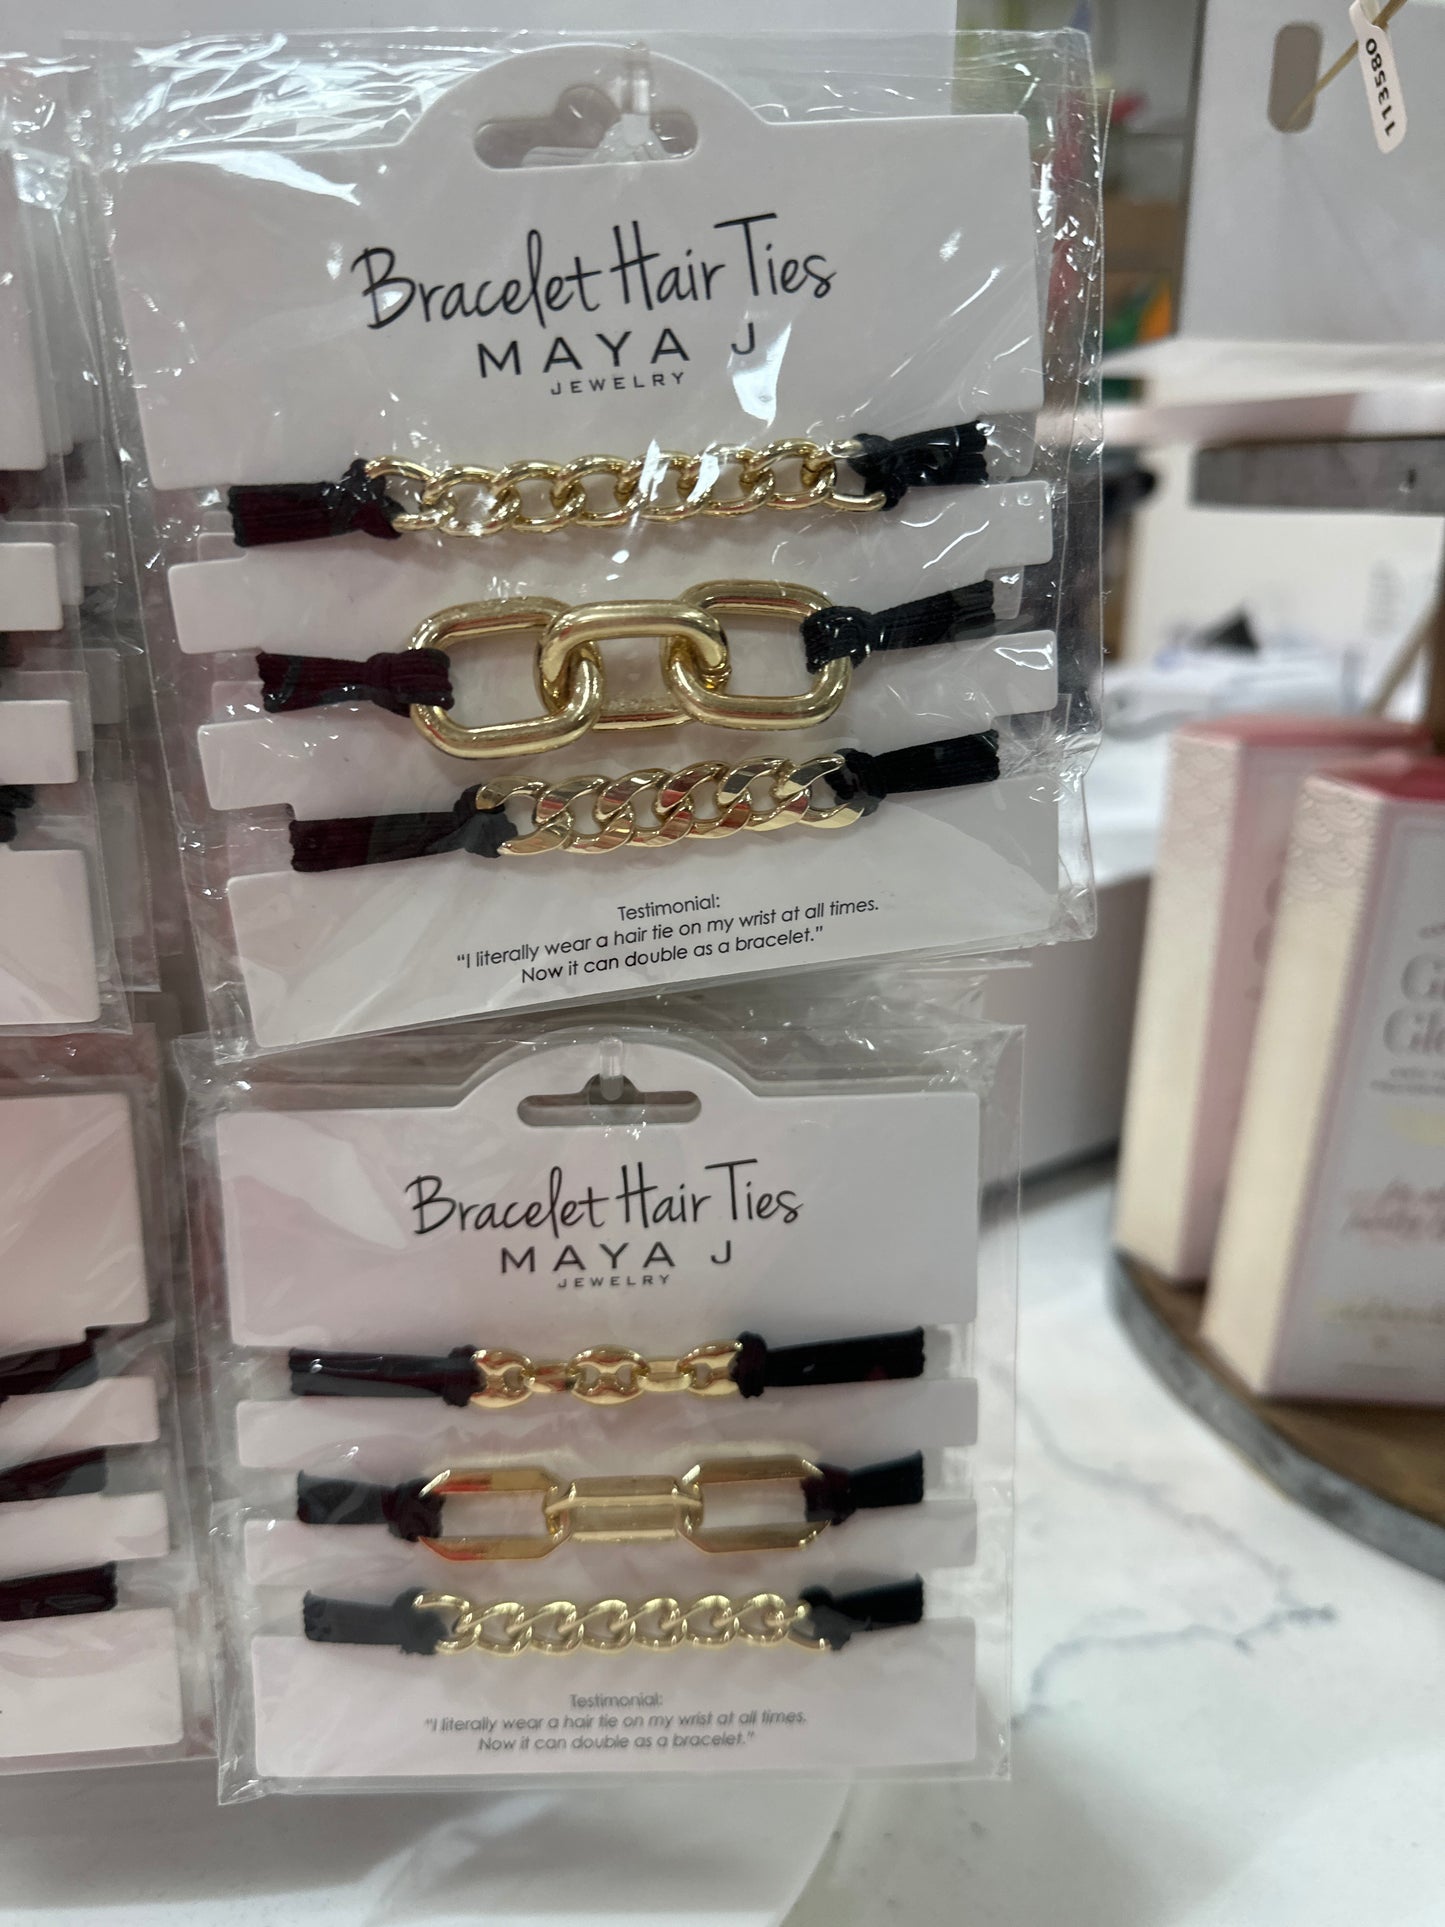 113580
Bracelet Hair Ties
MAYA J
JEWELRY
Testimonial:
“I literally wear a hair tie on my wrist at all times.
Now it can double as a bracelet.”
Bracelet Hair Ties
MAYA J
JEWELRY
Testimonial:
“I literally wear a hair tie on my wrist at all times.
Now it can double as a bracelet.”